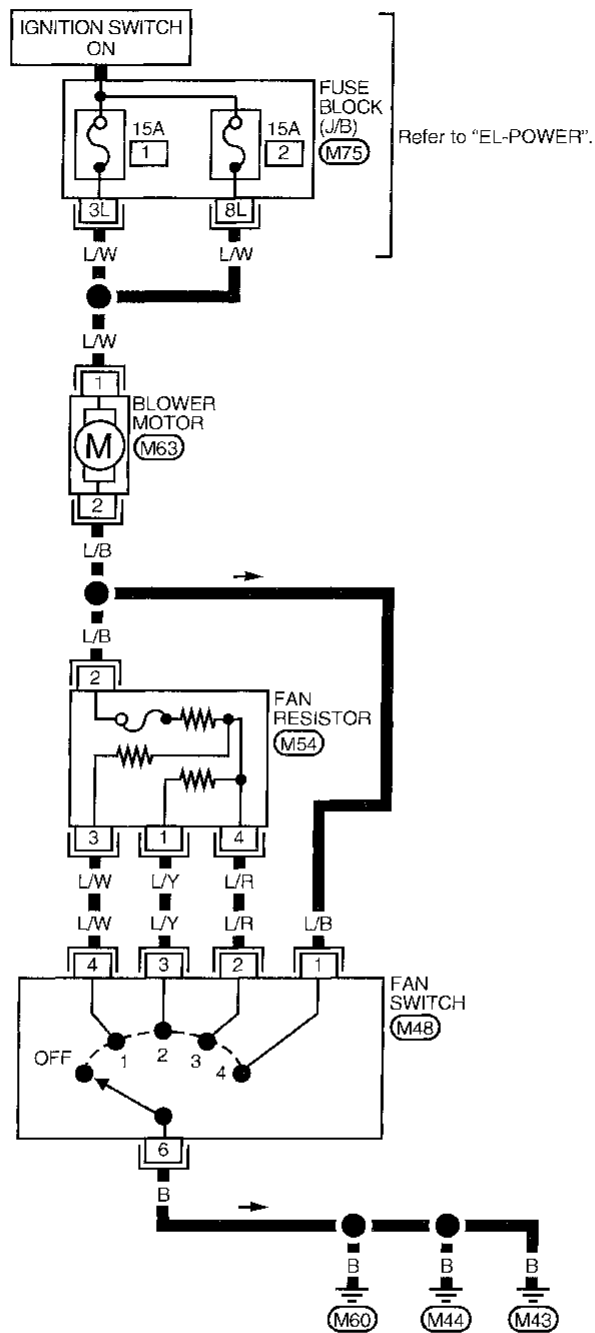 IGNITION SWITCH
ON
FUSE
BLOCK
(J/B)
M75
15A
1
15A
2
Refer to "EL-POWER".
3L
8L
L/W
L/W
L/W
1
BLOWER
MOTOR
M63
M
2
L/B
L/B
2
FAN
RESISTOR
M54
3
1
4
L/W
L/Y
L/R
L/W
L/Y
L/R
L/B
4
3
2
1
FAN
SWITCH
M48
OFF
1
2
3
4
6
B
B
B
B
M60
M44
M43